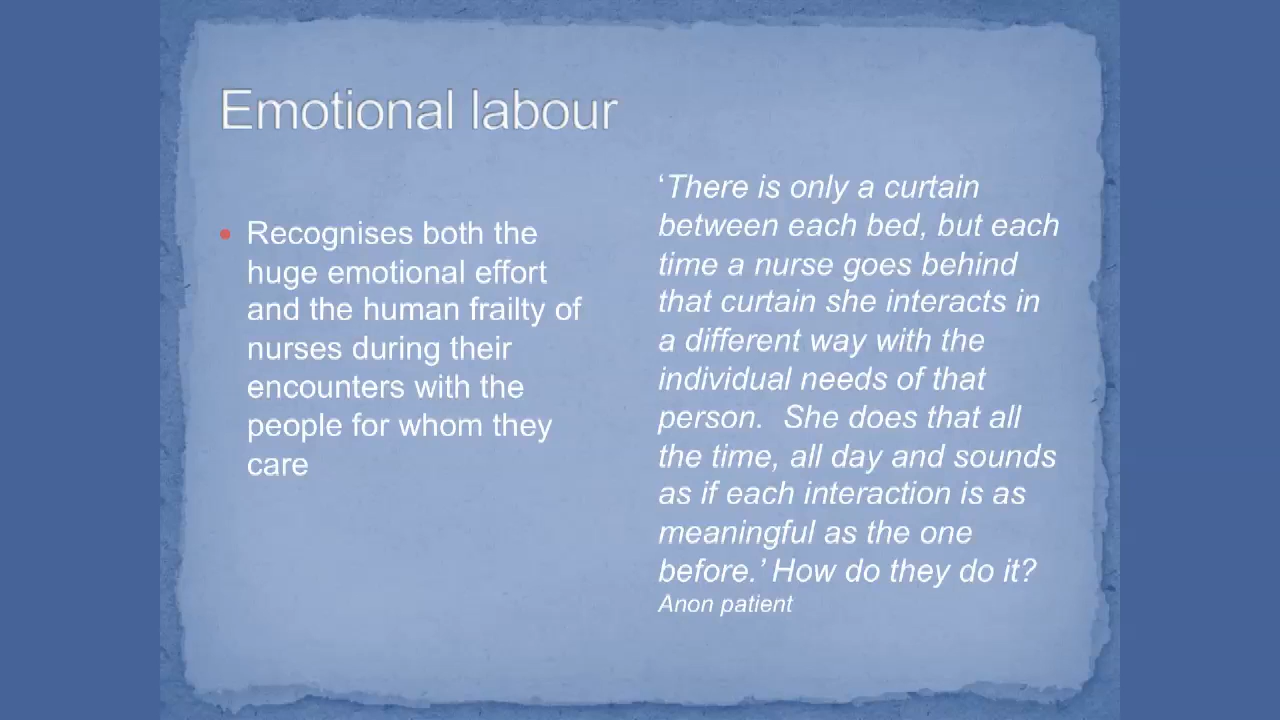 Emotional labour
• Recognises both the
huge emotional effort
and the human frailty of
nurses during their
encounters with the
people for whom they
care
‘There is only a curtain
between each bed, but each
time a nurse goes behind
that curtain she interacts in
a different way with the
individual needs of that
person.  She does that all
the time, all day and sounds
as if each interaction is as
meaningful as the one
before.’ How do they do it?
Anon patient